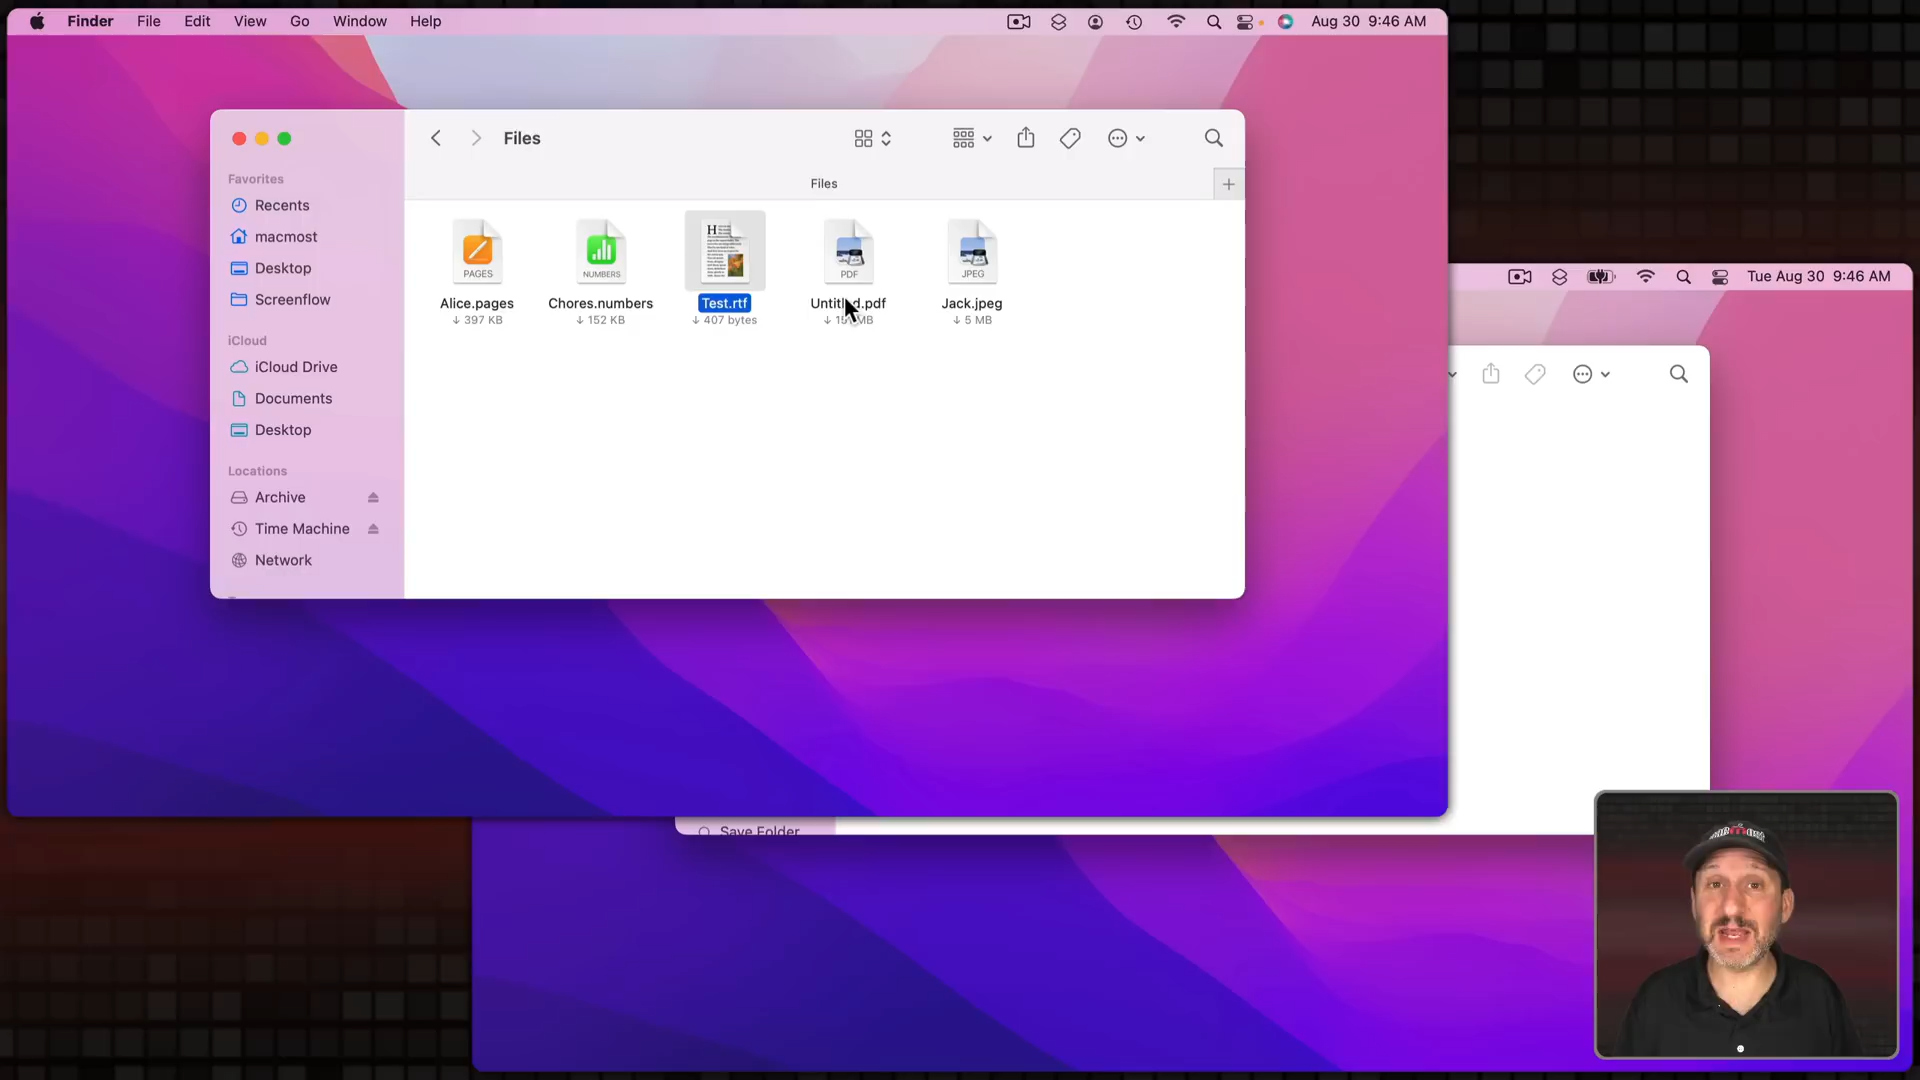 Finder File Edit View Go Window Help Aug 30 9:46 AM
Files
Files
Favorites
Recents
macmost
Desktop
Screenflow
iCloud
iCloud Drive
Documents
Desktop
Locations
Archive
Time Machine
Network
PAGES NUMBERS PDF JPEG
Alice.pages Chores.numbers Test.rtf Untitled.pdf Jack.jpeg
397 KB 152 KB 407 bytes MB 5 MB
Tue Aug 30 9:46 AM
Save Folder